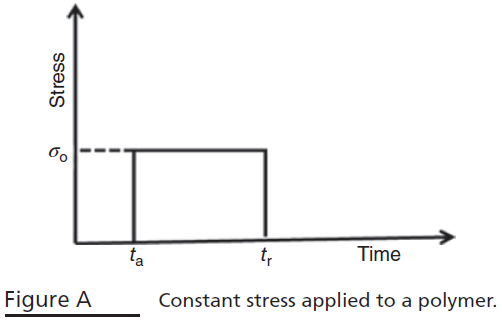 Stress
σo
ta
tr
Time
Figure A Constant stress applied to a polymer.